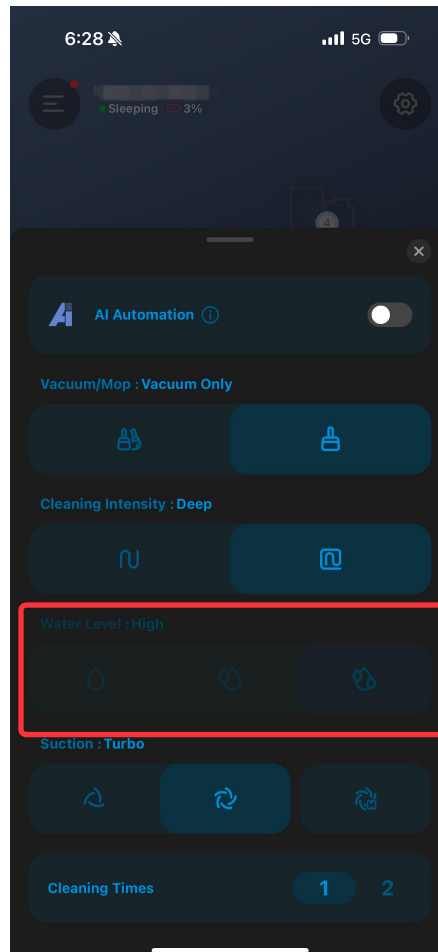 6:28 5G
Sleeping 3%
4
Ai AI Automation
Vacuum/Mop : Vacuum Only
Cleaning Intensity : Deep
Water Level : High
Suction : Turbo
Cleaning Times 1 2